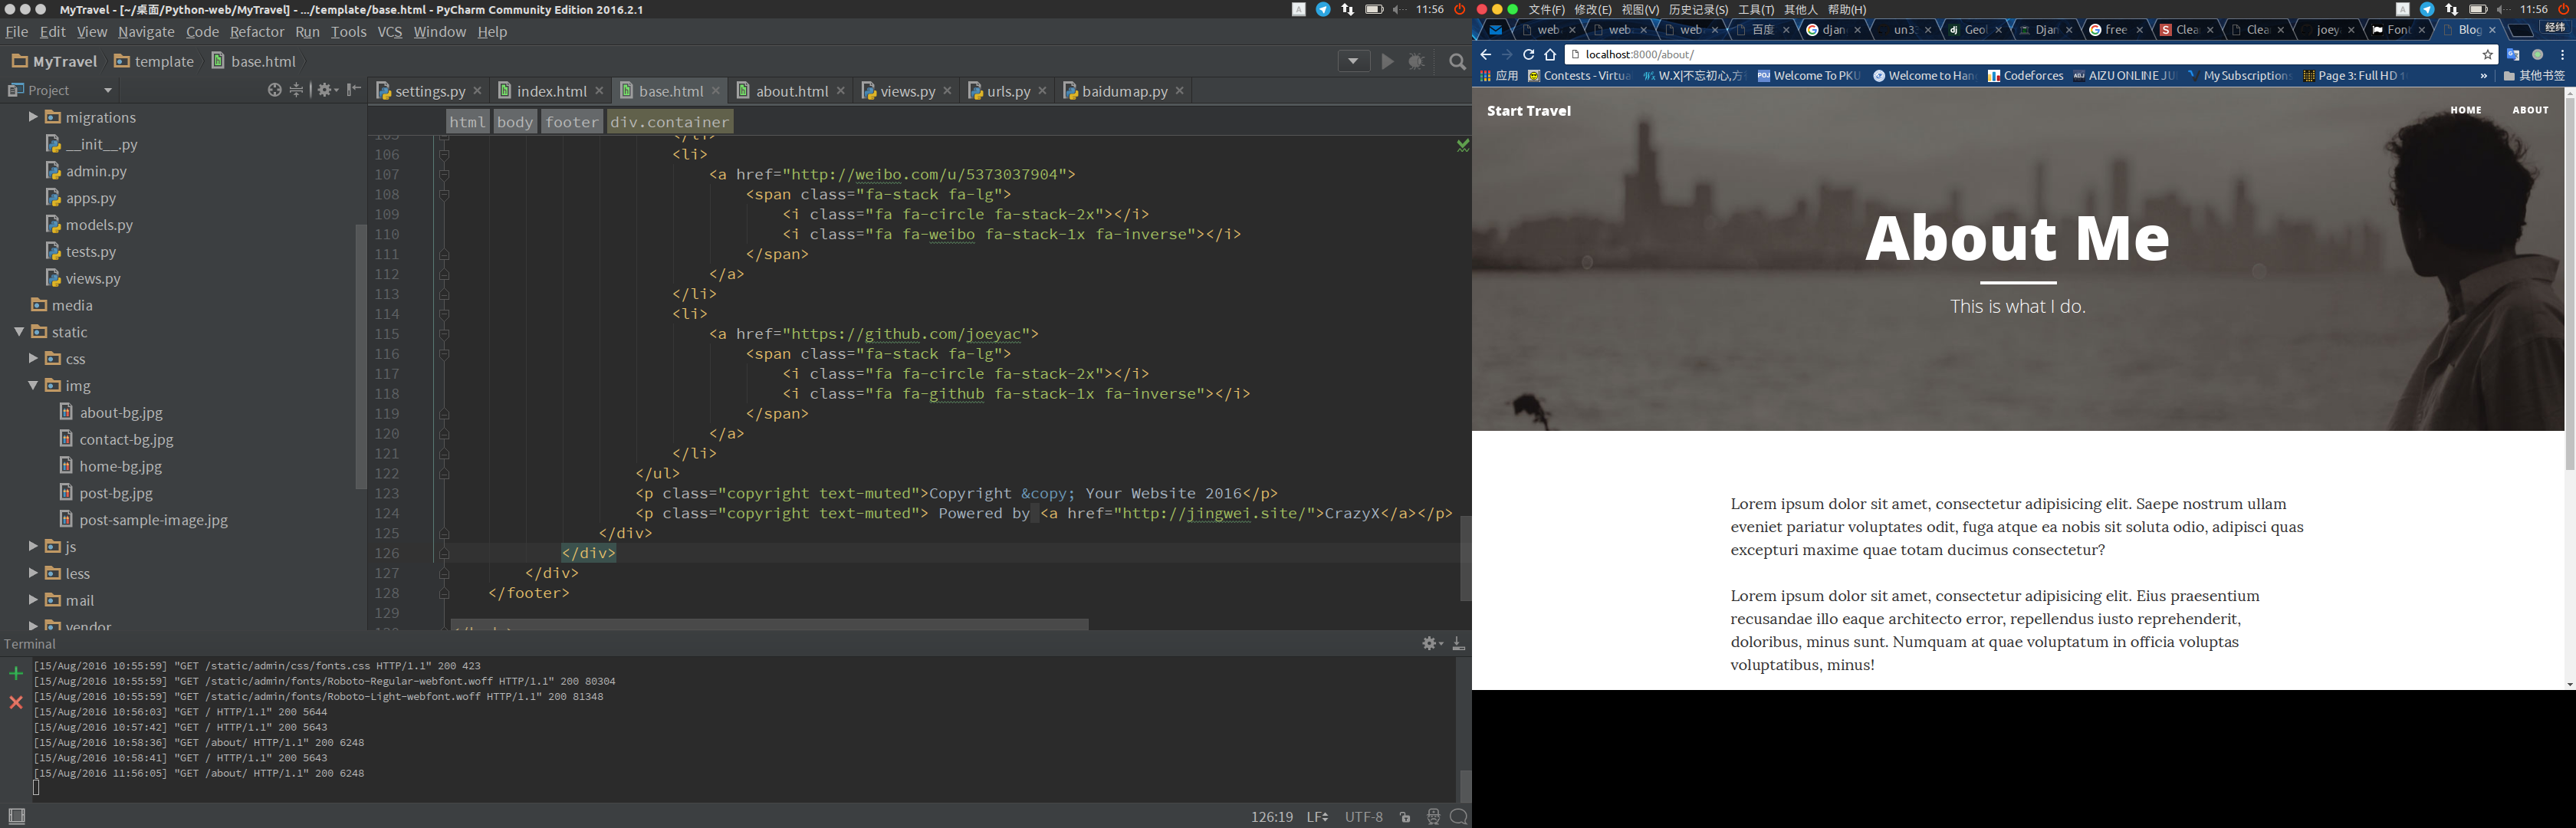 MyTravel - [~/桌面/Python-web/MyTravel] - .../template/base.html - PyCharm Community Edition 2016.2.1
11:56
File Edit View Navigate Code Refactor Run Tools VCS Window Help
MyTravel template base.html
Project
migrations
__init__.py
admin.py
apps.py
models.py
tests.py
views.py
media
static
css
img
about-bg.jpg
contact-bg.jpg
home-bg.jpg
post-bg.jpg
post-sample-image.jpg
js
less
mail
vendor
settings.py index.html base.html about.html views.py urls.py baidumap.py
html body footer div.container
106 <li>
107 <a href="http://weibo.com/u/5373037904">
108 <span class="fa-stack fa-lg">
109 <i class="fa fa-circle fa-stack-2x"></i>
110 <i class="fa fa-weibo fa-stack-1x fa-inverse"></i>
111 </span>
112 </a>
113 </li>
114 <li>
115 <a href="https://github.com/joeyac">
116 <span class="fa-stack fa-lg">
117 <i class="fa fa-circle fa-stack-2x"></i>
118 <i class="fa fa-github fa-stack-1x fa-inverse"></i>
119 </span>
120 </a>
121 </li>
122 </ul>
123 <p class="copyright text-muted">Copyright &copy; Your Website 2016</p>
124 <p class="copyright text-muted"> Powered by <a href="http://jingwei.site/">CrazyX</a></p>
125 </div>
126 </div>
127 </div>
128 </footer>
129
Terminal
[15/Aug/2016 10:55:59] "GET /static/admin/css/fonts.css HTTP/1.1" 200 423
[15/Aug/2016 10:55:59] "GET /static/admin/fonts/Roboto-Regular-webfont.woff HTTP/1.1" 200 80304
[15/Aug/2016 10:55:59] "GET /static/admin/fonts/Roboto-Light-webfont.woff HTTP/1.1" 200 81348
[15/Aug/2016 10:56:03] "GET / HTTP/1.1" 200 5644
[15/Aug/2016 10:57:42] "GET / HTTP/1.1" 200 5643
[15/Aug/2016 10:58:36] "GET /about/ HTTP/1.1" 200 6248
[15/Aug/2016 10:58:41] "GET / HTTP/1.1" 200 5643
[15/Aug/2016 11:56:05] "GET /about/ HTTP/1.1" 200 6248
126:19 LF UTF-8
文件(F) 修改(E) 视图(V) 历史记录(S) 工具(T) 其他人 帮助(H)
11:56
web web web 百度 djan un3 Geol Djan free Clea Clea joey Font Blog 经纬
localhost:8000/about/
应用 Contests - Virtua W.X|不忘初心,方 Welcome To PKU Welcome to Han Codeforces AIZU ONLINE JU My Subscriptions Page 3: Full HD 1 » 其他书签
Start Travel
HOME ABOUT
About Me
This is what I do.
Lorem ipsum dolor sit amet, consectetur adipisicing elit. Saepe nostrum ullam
eveniet pariatur voluptates odit, fuga atque ea nobis sit soluta odio, adipisci quas
excepturi maxime quae totam ducimus consectetur?
Lorem ipsum dolor sit amet, consectetur adipisicing elit. Eius praesentium
recusandae illo eaque architecto error, repellendus iusto reprehenderit,
doloribus, minus sunt. Numquam at quae voluptatum in officia voluptas
voluptatibus, minus!